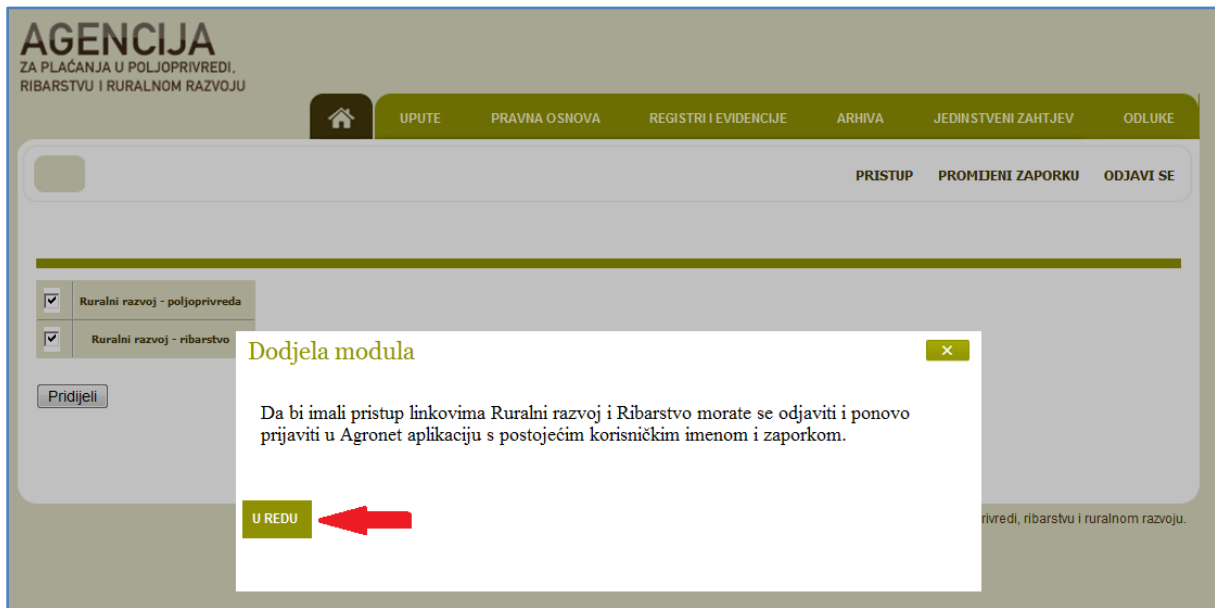 AGENCIJA
ZA PLAĆANJA U POLJOPRIVREDI,
RIBARSTVU I RURALNOM RAZVOJU
UPUTE PRAVNA OSNOVA REGISTRI I EVIDENCIJE ARHIVA JEDINSTVENI ZAHTJEV ODLUKE
PRISTUP PROMIJENI ZAPORKU ODJAVI SE
Ruralni razvoj - poljoprivreda
Ruralni razvoj - ribarstvo
Pridijeli
Dodjela modula
Da bi imali pristup linkovima Ruralni razvoj i Ribarstvo morate se odjaviti i ponovo
prijaviti u Agronet aplikaciju s postojećim korisničkim imenom i zaporkom.
U REDU
ribarstvu i ruralnom razvoju.